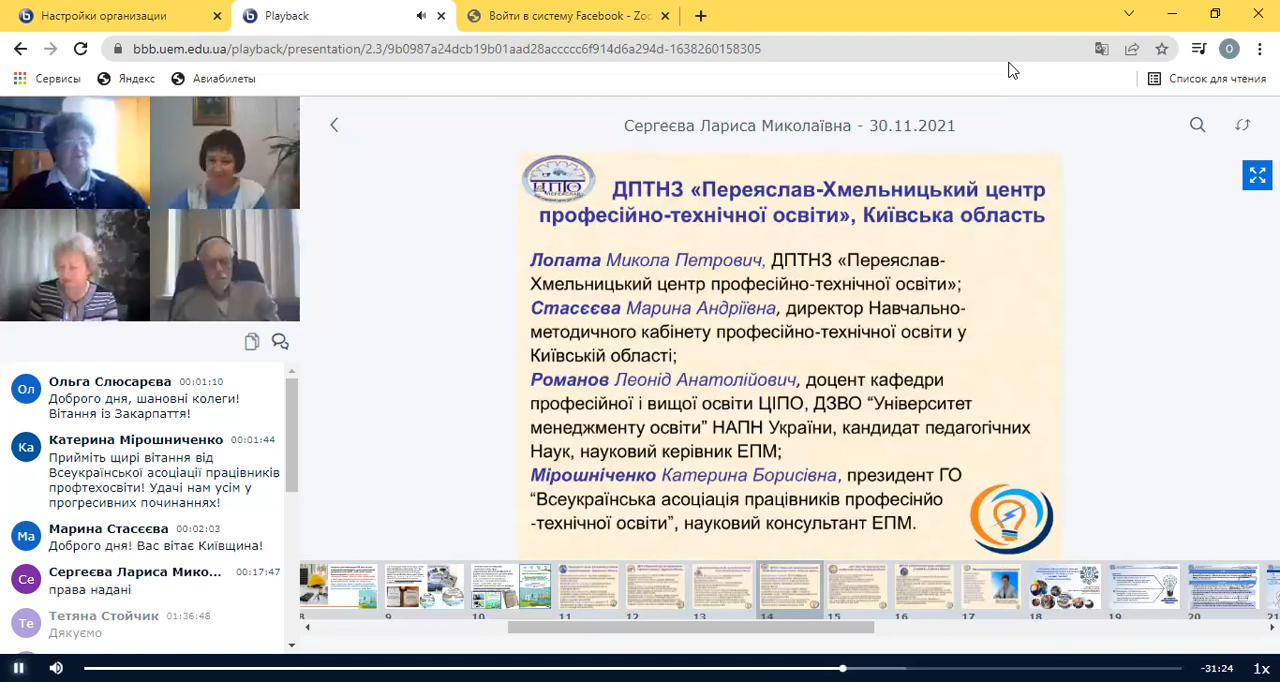 Настройки организации
Playback
Войти в систему Facebook - Zoo
bbb.uem.edu.ua/playback/presentation/2.3/9b0987a24dcb19b01aad28accccc6f914d6a294d-1638260158305
О
Сервисы
Яндекс
Авиабилеты
Список для чтения
Сергеєва Лариса Миколаївна - 30.11.2021
ЦПТО
ДПТНЗ «Переяслав-Хмельницький центр
професійно-технічної освіти», Київська область
Лопата Микола Петрович, ДПТНЗ «Переяслав-
Хмельницький центр професійно-технічної освіти»;
Стасєєва Марина Андріївна, директор Навчально-
методичного кабінету професійно-технічної освіти у
Київській області;
Романов Леонід Анатолійович, доцент кафедри
професійної і вищої освіти ЦІПО, ДЗВО “Університет
менеджменту освіти” НАПН України, кандидат педагогічних
Наук, науковий керівник ЕПМ;
Мірошніченко Катерина Борисівна, президент ГО
“Всеукраїнська асоціація працівників професінйо
-технічної освіти”, науковий консультант ЕПМ.
Ол
Ольга Слюсарєва 00:01:10
Доброго дня, шановні колеги!
Вітання із Закарпаття!
Ка
Катерина Мірошниченко 00:01:44
Прийміть щирі вітання від
Всеукраїнської асоціації працівників
профтехосвіти! Удачі нам усім у
прогресивних починаннях!
Ма
Марина Стасєєва 00:02:03
Доброго дня! Вас вітає Київщина!
Се
Сергеєва Лариса Мико... 00:17:47
права надані
Те
Тетяна Стойчик 01:36:48
Дякуємо
8 9 10 11 12 13 14 15 16 17 18 19 20 21
-31:24
1x